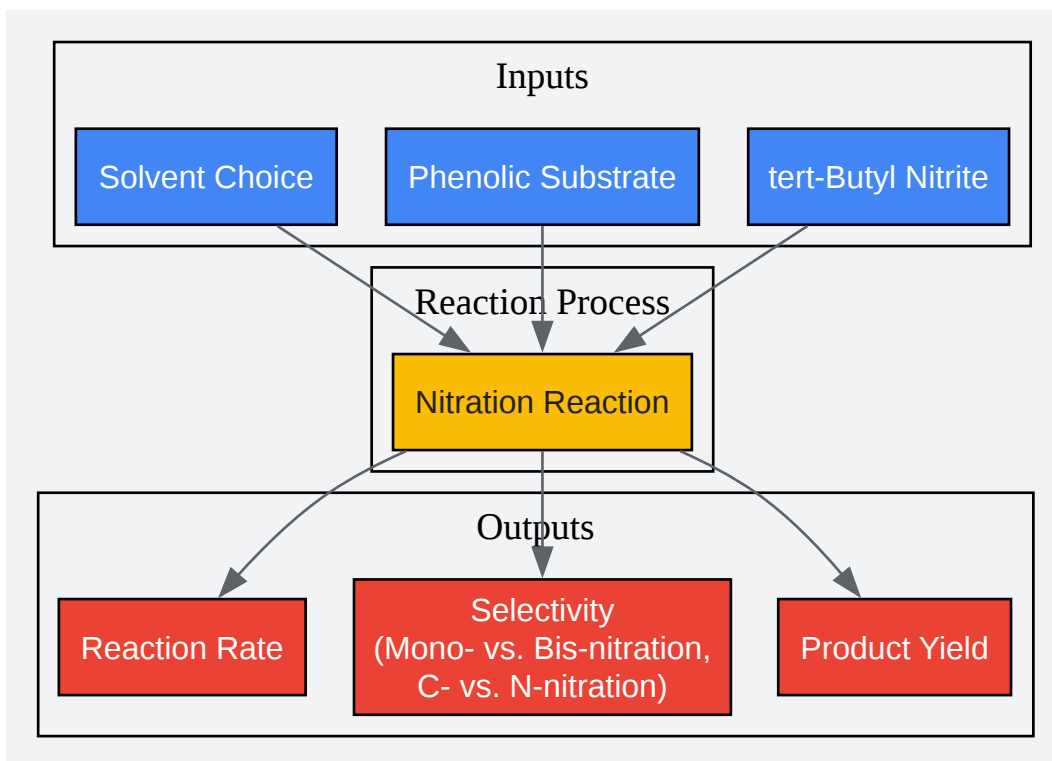 Inputs
Solvent Choice
Phenolic Substrate
tert-Butyl Nitrite
Reaction Process
Nitration Reaction
Outputs
Reaction Rate
Selectivity
(Mono- vs. Bis-nitration,
C- vs. N-nitration)
Product Yield